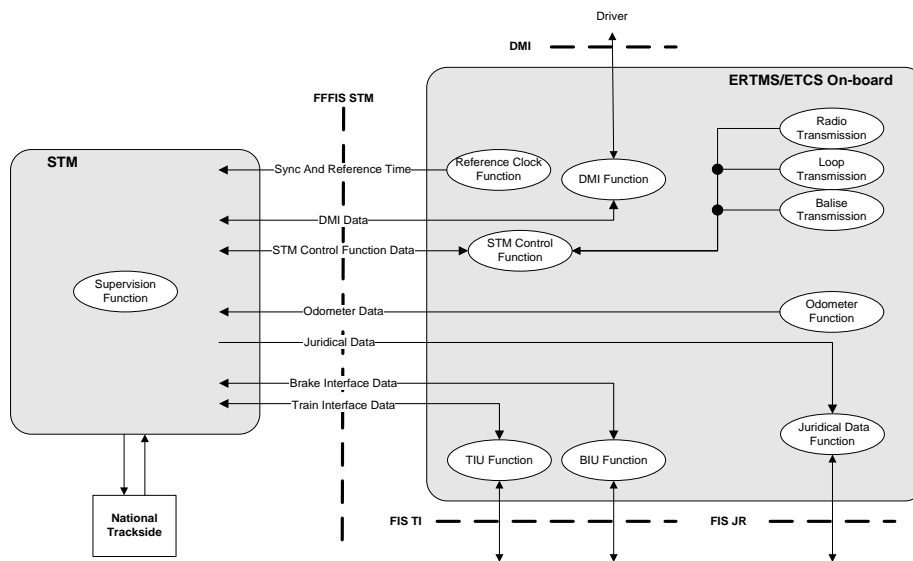 Driver
DMI
ERTMS/ETCS On-board
FFFIS STM
Radio
Transmission
STM
Sync And Reference Time
Reference Clock
Function
DMI Function
Loop
Transmission
DMI Data
Balise
Transmission
STM Control Function Data
STM Control
Function
Supervision
Function
Odometer Data
Odometer
Function
Juridical Data
Brake Interface Data
Train Interface Data
Juridical Data
Function
TIU Function
BIU Function
National
Trackside
FIS TI
FIS JR